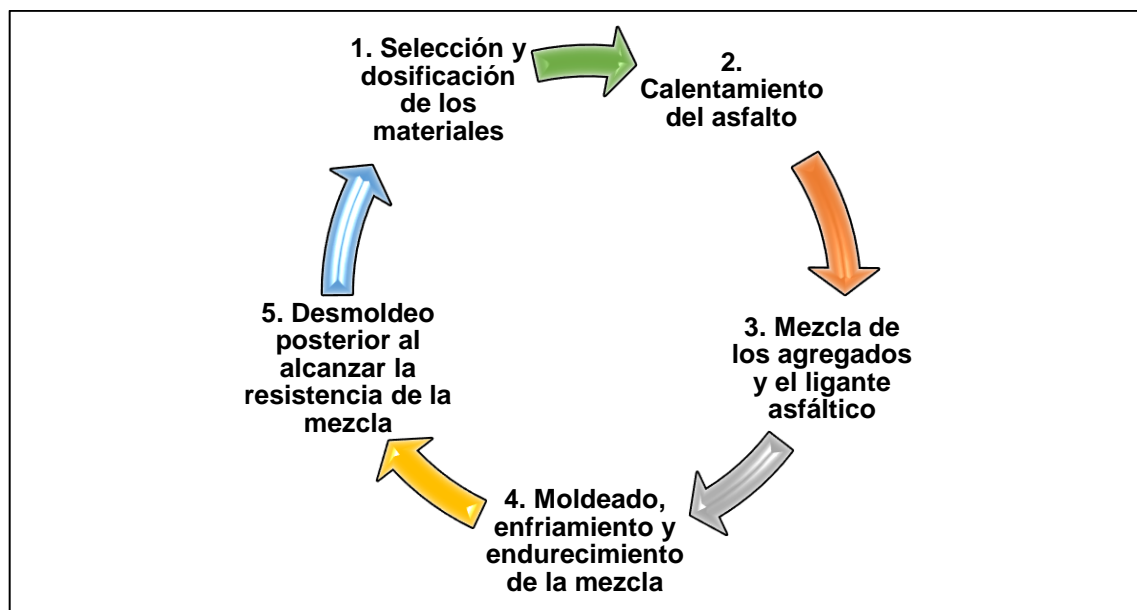 1. Selección y
dosificación
de los
materiales
2.
Calentamiento
del asfalto
3. Mezcla de
los agregados
y el ligante
asfáltico
4. Moldeado,
enfriamiento y
endurecimiento
de la mezcla
5. Desmoldeo
posterior al
alcanzar la
resistencia de la
mezcla